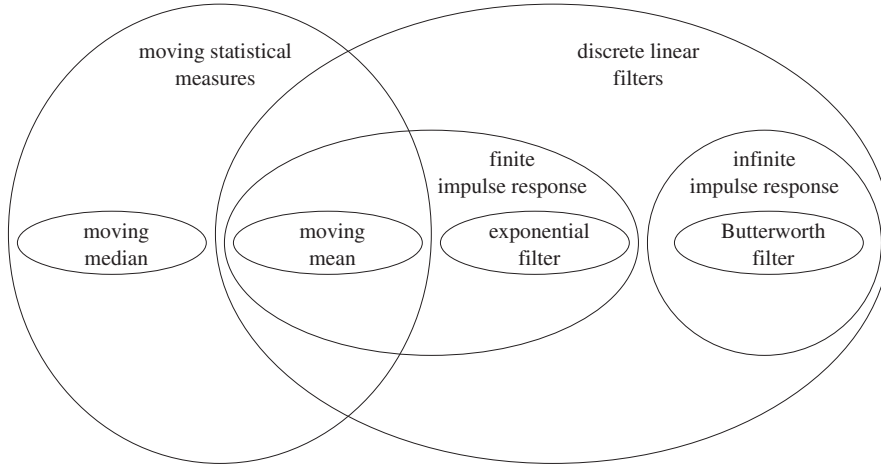 moving statistical
measures
discrete linear
filters
finite
impulse response
infinite
impulse response
moving
median
moving
mean
exponential
filter
Butterworth
filter